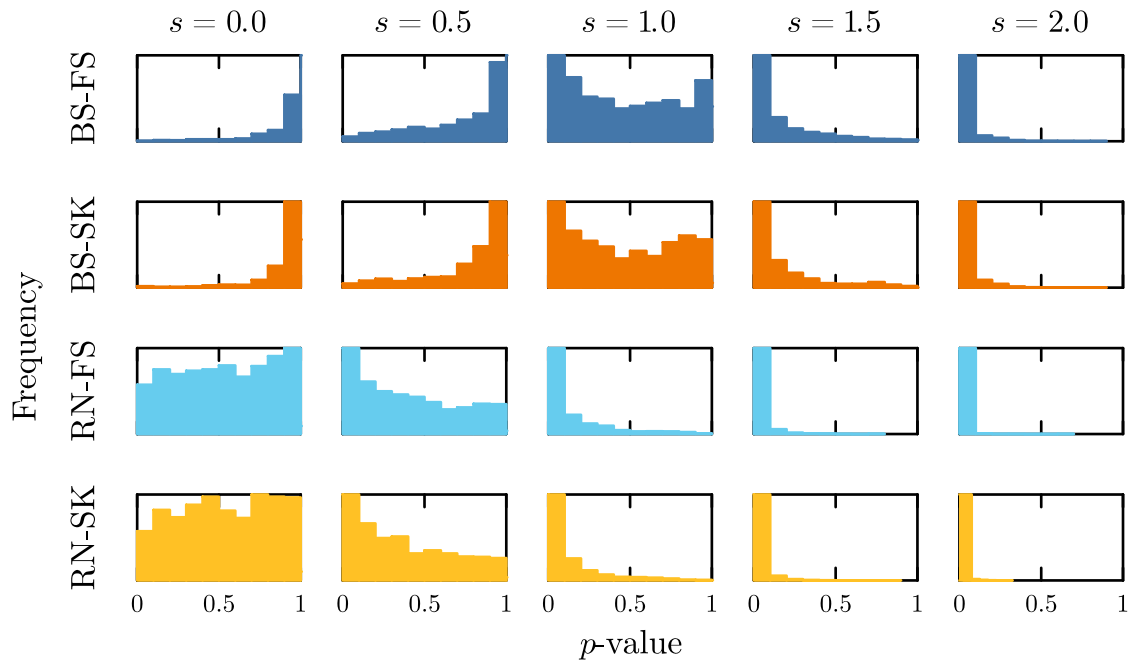 s = 0.0 s = 0.5 s = 1.0 s = 1.5 s = 2.0
BS-FS
BS-SK
RN-FS
RN-SK
Frequency
0 0.5 1 0 0.5 1 0 0.5 1 0 0.5 1 0 0.5 1
p-value